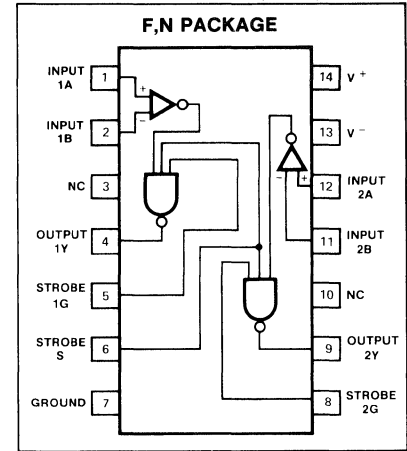 F,N PACKAGE
INPUT
1A
1
+
−
INPUT
1B
2
NC
3
OUTPUT
1Y
4
STROBE
1G
5
STROBE
S
6
GROUND
7
14
V+
13
V−
− +
12
INPUT
2A
11
INPUT
2B
10
NC
9
OUTPUT
2Y
8
STROBE
2G